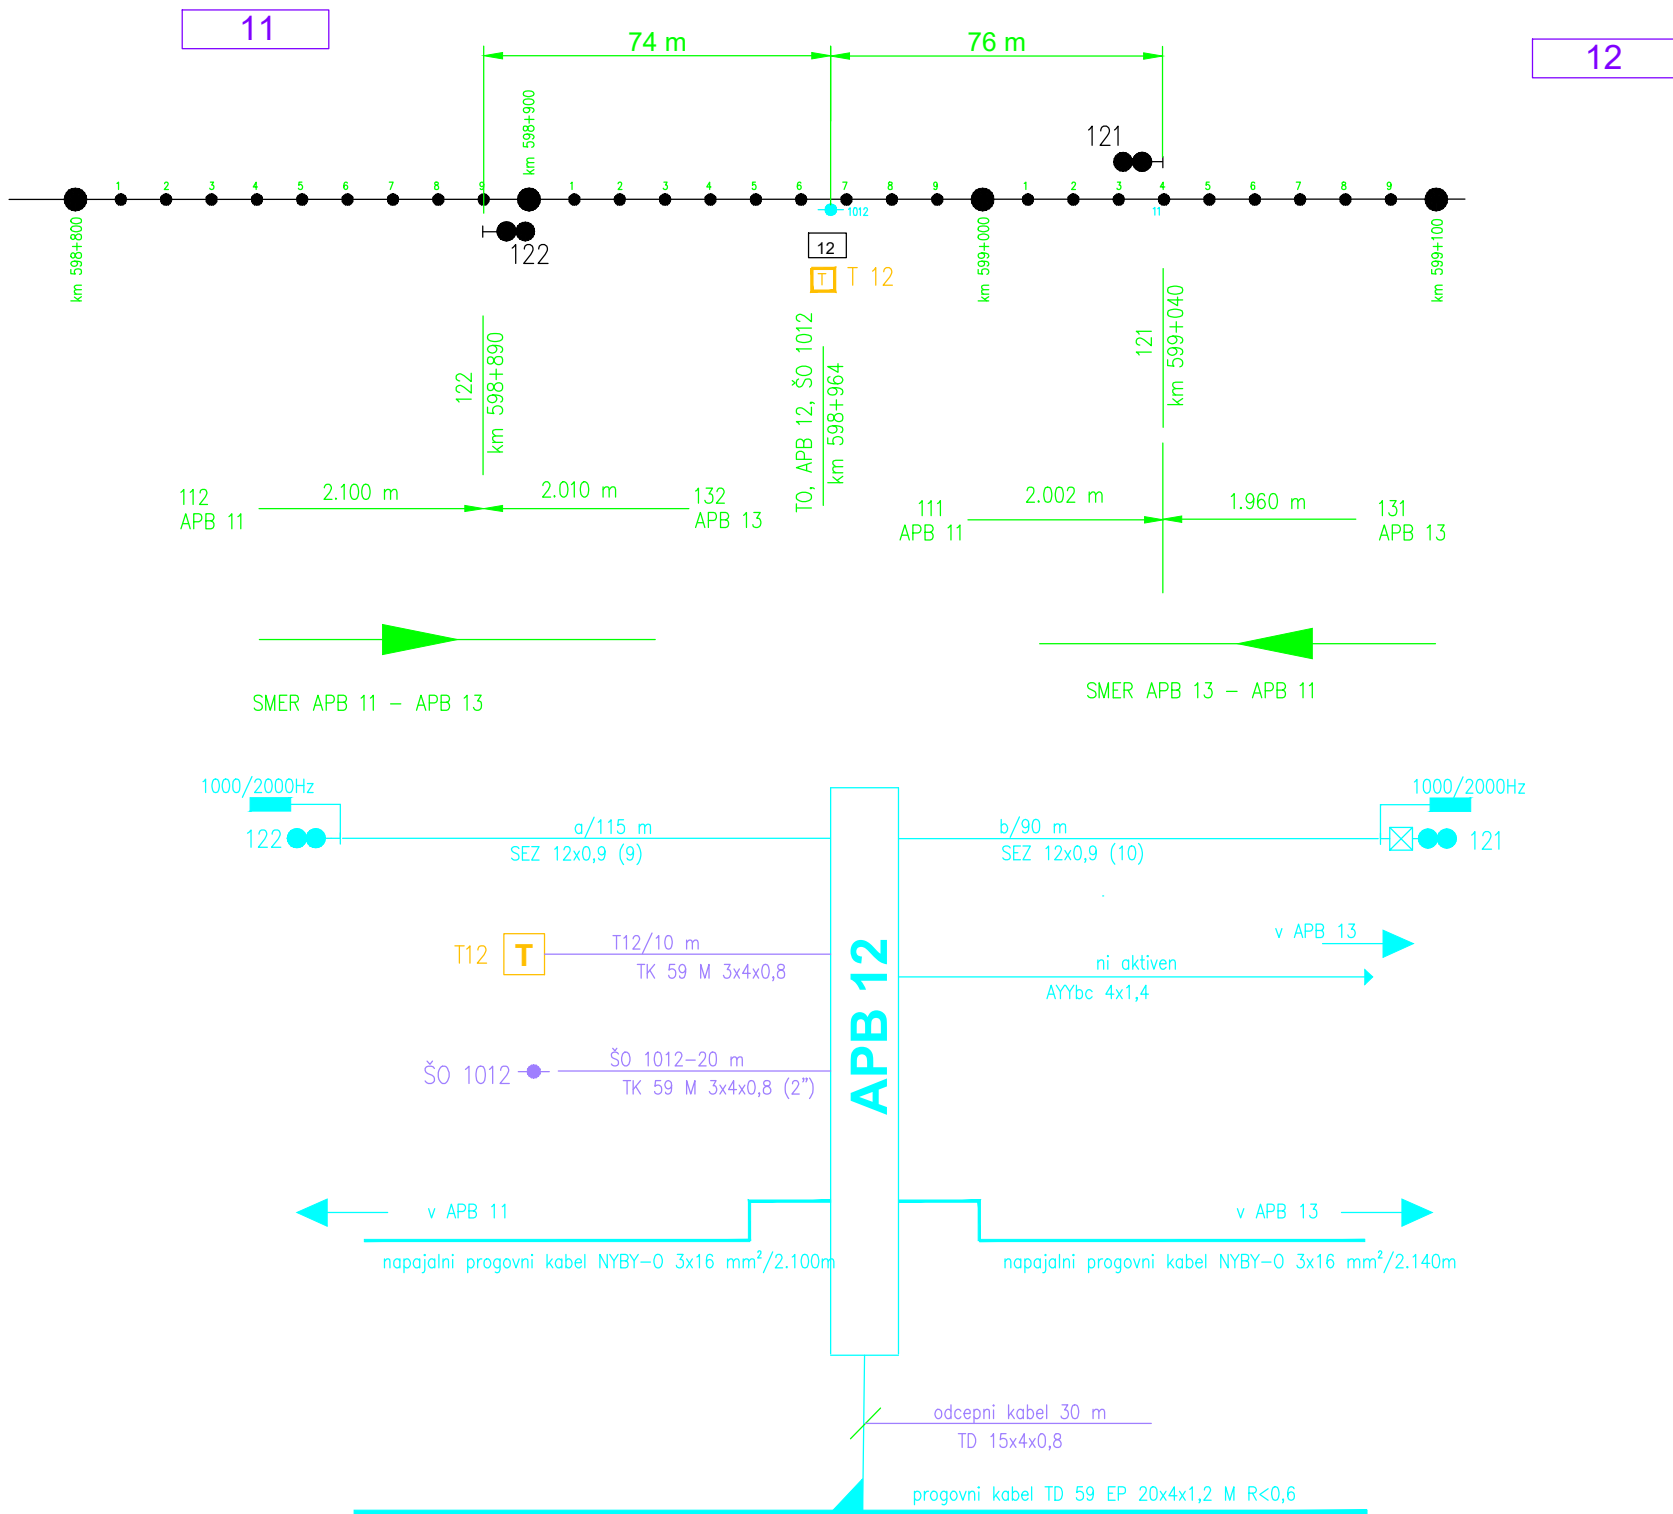 11
12
74 m
76 m
km 598+900
121
1 2 3 4 5 6 7 8 9 1 2 3 4 5 6 7 8 9 1 2 3 4 5 6 7 8 9
1012
11
km 598+800
122
12
T
T 12
km 599+000
km 599+100
122
km 598+890
TO, APB 12, ŠO 1012
km 598+964
121
km 599+040
112
APB 11
2.100 m
2.010 m
132
APB 13
111
APB 11
2.002 m
1.960 m
131
APB 13
SMER APB 11 – APB 13
SMER APB 13 – APB 11
1000/2000Hz
122
a/115 m
SEZ 12x0,9 (9)
b/90 m
SEZ 12x0,9 (10)
1000/2000Hz
121
T12
T
T12/10 m
TK 59 M 3x4x0,8
v APB 13
ni aktiven
AYYbc 4x1,4
ŠO 1012
ŠO 1012–20 m
TK 59 M 3x4x0,8 (2")
APB 12
v APB 11
napajalni progovni kabel NYBY–O 3x16 mm²/2.100m
v APB 13
napajalni progovni kabel NYBY–O 3x16 mm²/2.140m
odcepni kabel 30 m
TD 15x4x0,8
progovni kabel TD 59 EP 20x4x1,2 M R<0,6